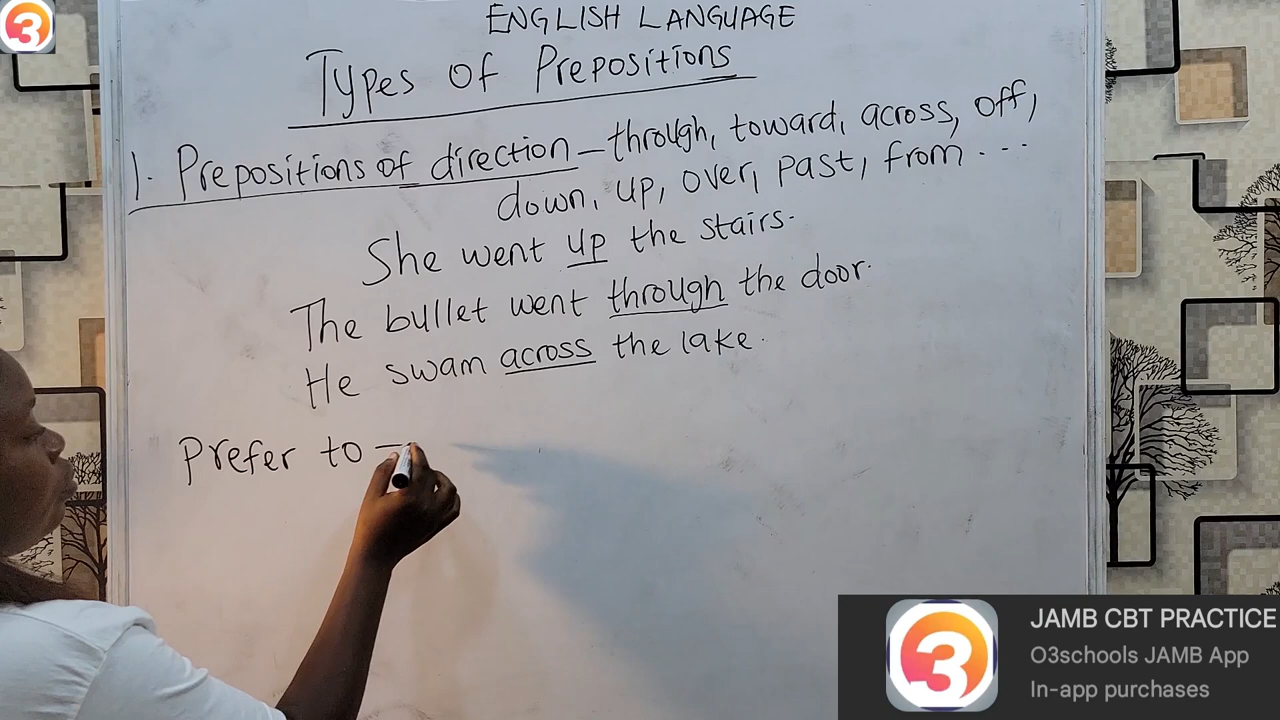 ENGLISH LANGUAGE
Types of Prepositions
1. Prepositions of direction – through, toward, across, off,
down, up, over, past, from ...
She went up the stairs.
The bullet went through the door.
He swam across the lake.
Prefer to –
3
3
JAMB CBT PRACTICE
O3schools JAMB App
In-app purchases